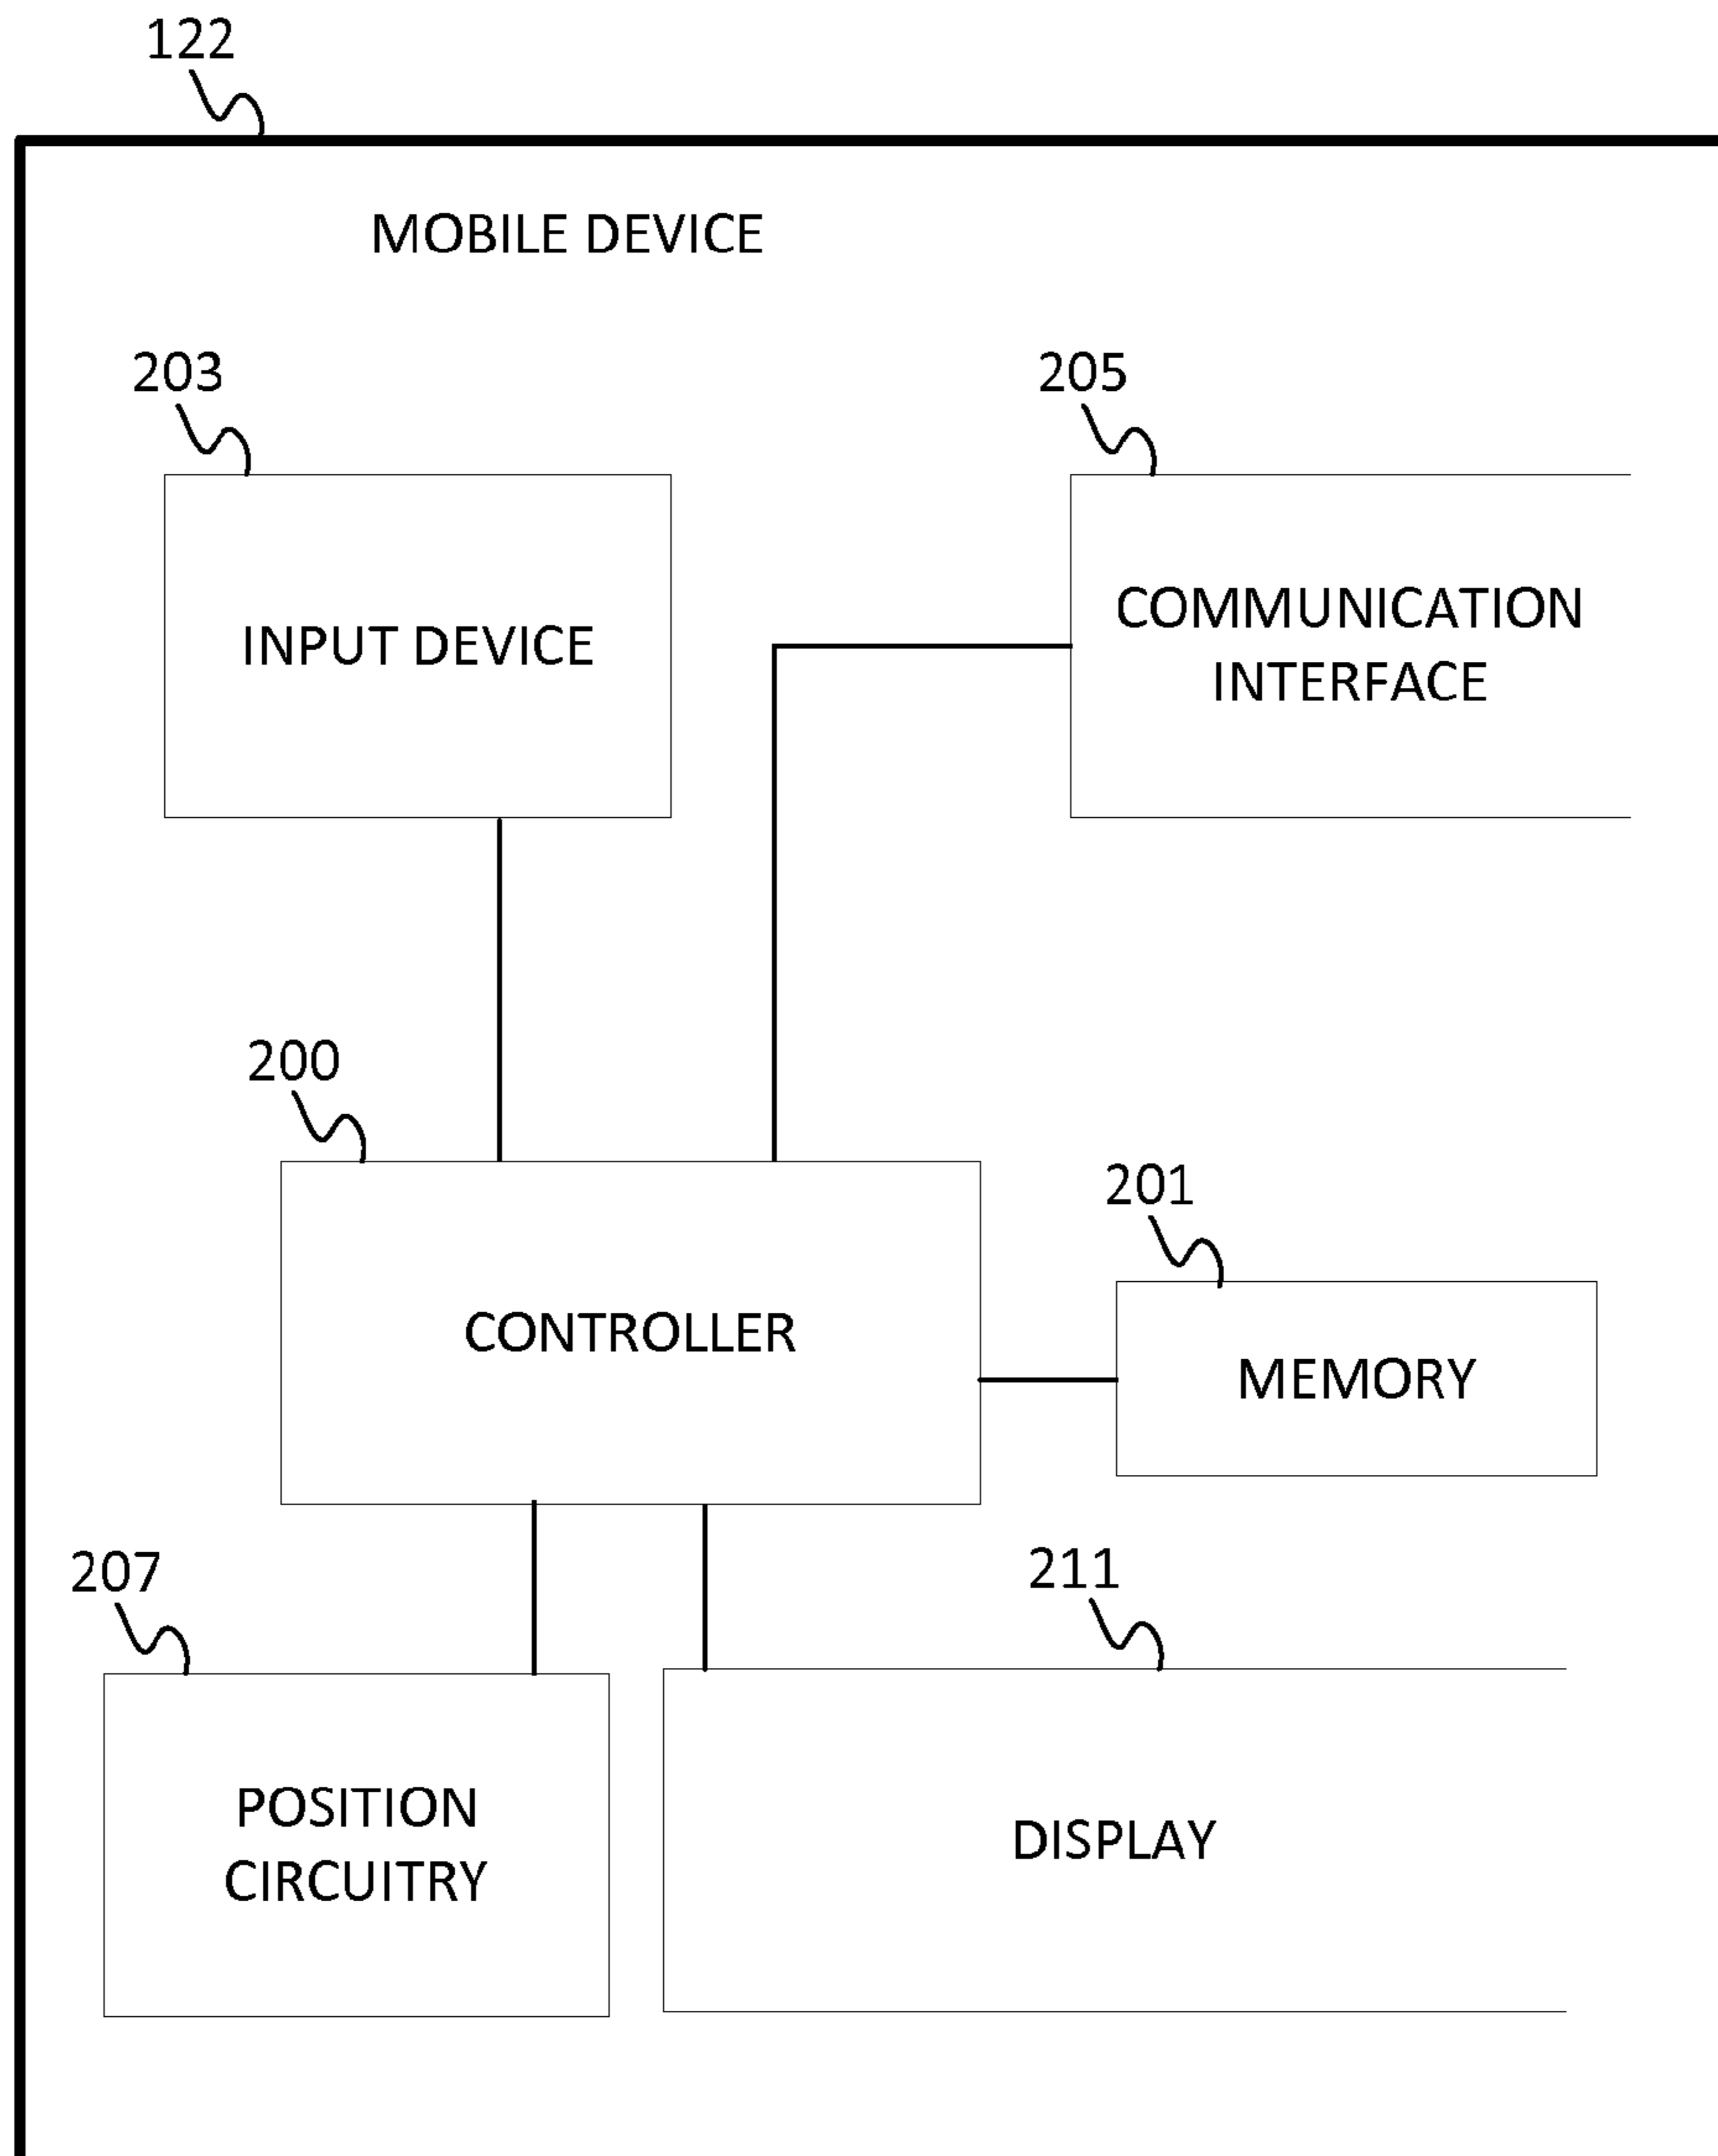 122
MOBILE DEVICE
203
205
INPUT DEVICE
COMMUNICATION
INTERFACE
200
201
CONTROLLER
MEMORY
207
211
POSITION
CIRCUITRY
DISPLAY